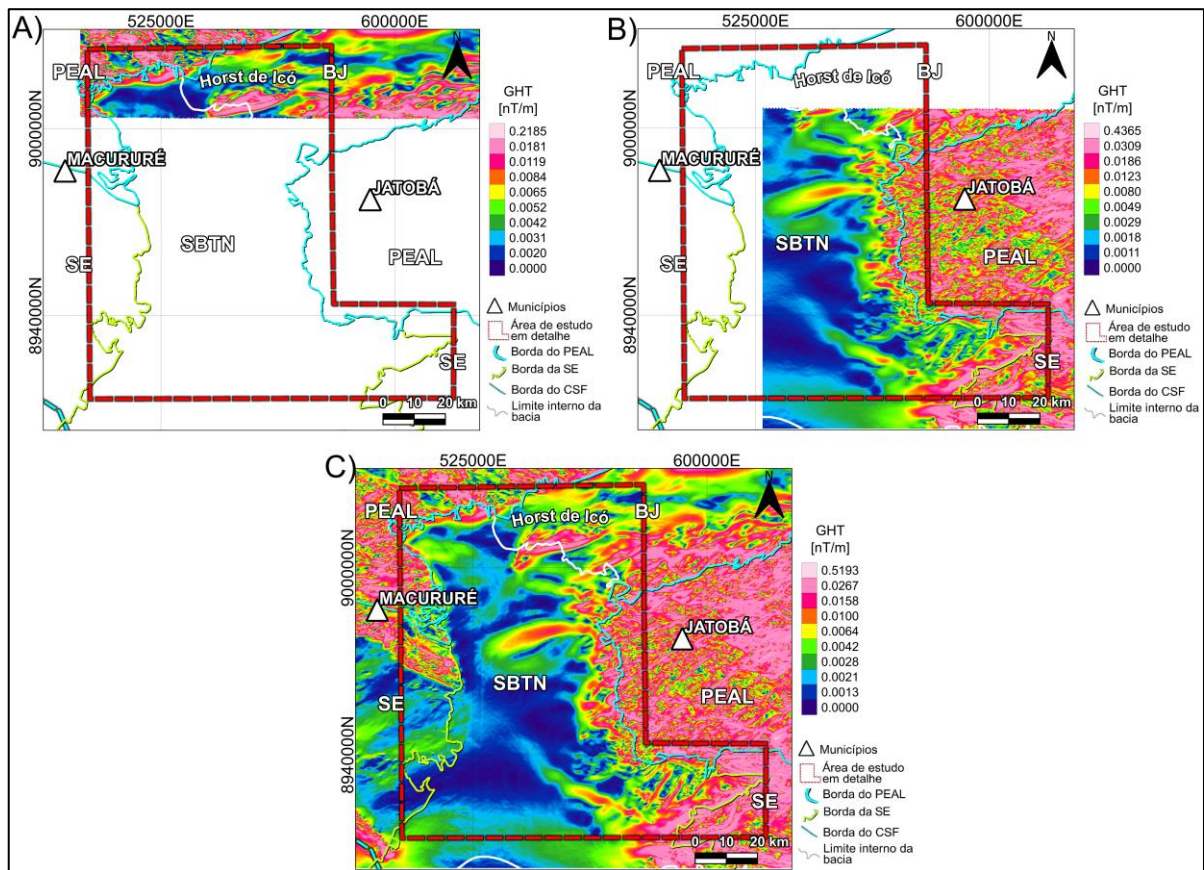 A)
525000E
600000E
PEAL
Horst de Icó
BJ
N
9000000N
MACURURÉ
JATOBÁ
SBTN
PEAL
SE
8940000N
SE
0 10 20 km
GHT
[nT/m]
0.2185
0.0181
0.0119
0.0084
0.0065
0.0052
0.0042
0.0031
0.0020
0.0000
Municípios
Área de estudo
em detalhe
Borda do PEAL
Borda da SE
Borda do CSF
Limite interno da
bacia
B)
525000E
600000E
PEAL
Horst de Icó
BJ
N
9000000N
MACURURÉ
JATOBÁ
SBTN
PEAL
SE
8940000N
SE
0 10 20 km
GHT
[nT/m]
0.4365
0.0309
0.0186
0.0123
0.0080
0.0049
0.0029
0.0018
0.0011
0.0000
Municípios
Área de estudo
em detalhe
Borda do PEAL
Borda da SE
Borda do CSF
Limite interno da
bacia
C)
525000E
600000E
PEAL
Horst de Icó
BJ
N
9000000N
MACURURÉ
JATOBÁ
SBTN
PEAL
SE
8940000N
SE
0 10 20 km
GHT
[nT/m]
0.5193
0.0267
0.0158
0.0100
0.0064
0.0042
0.0028
0.0021
0.0013
0.0000
Municípios
Área de estudo
em detalhe
Borda do PEAL
Borda da SE
Borda do CSF
Limite interno da
bacia